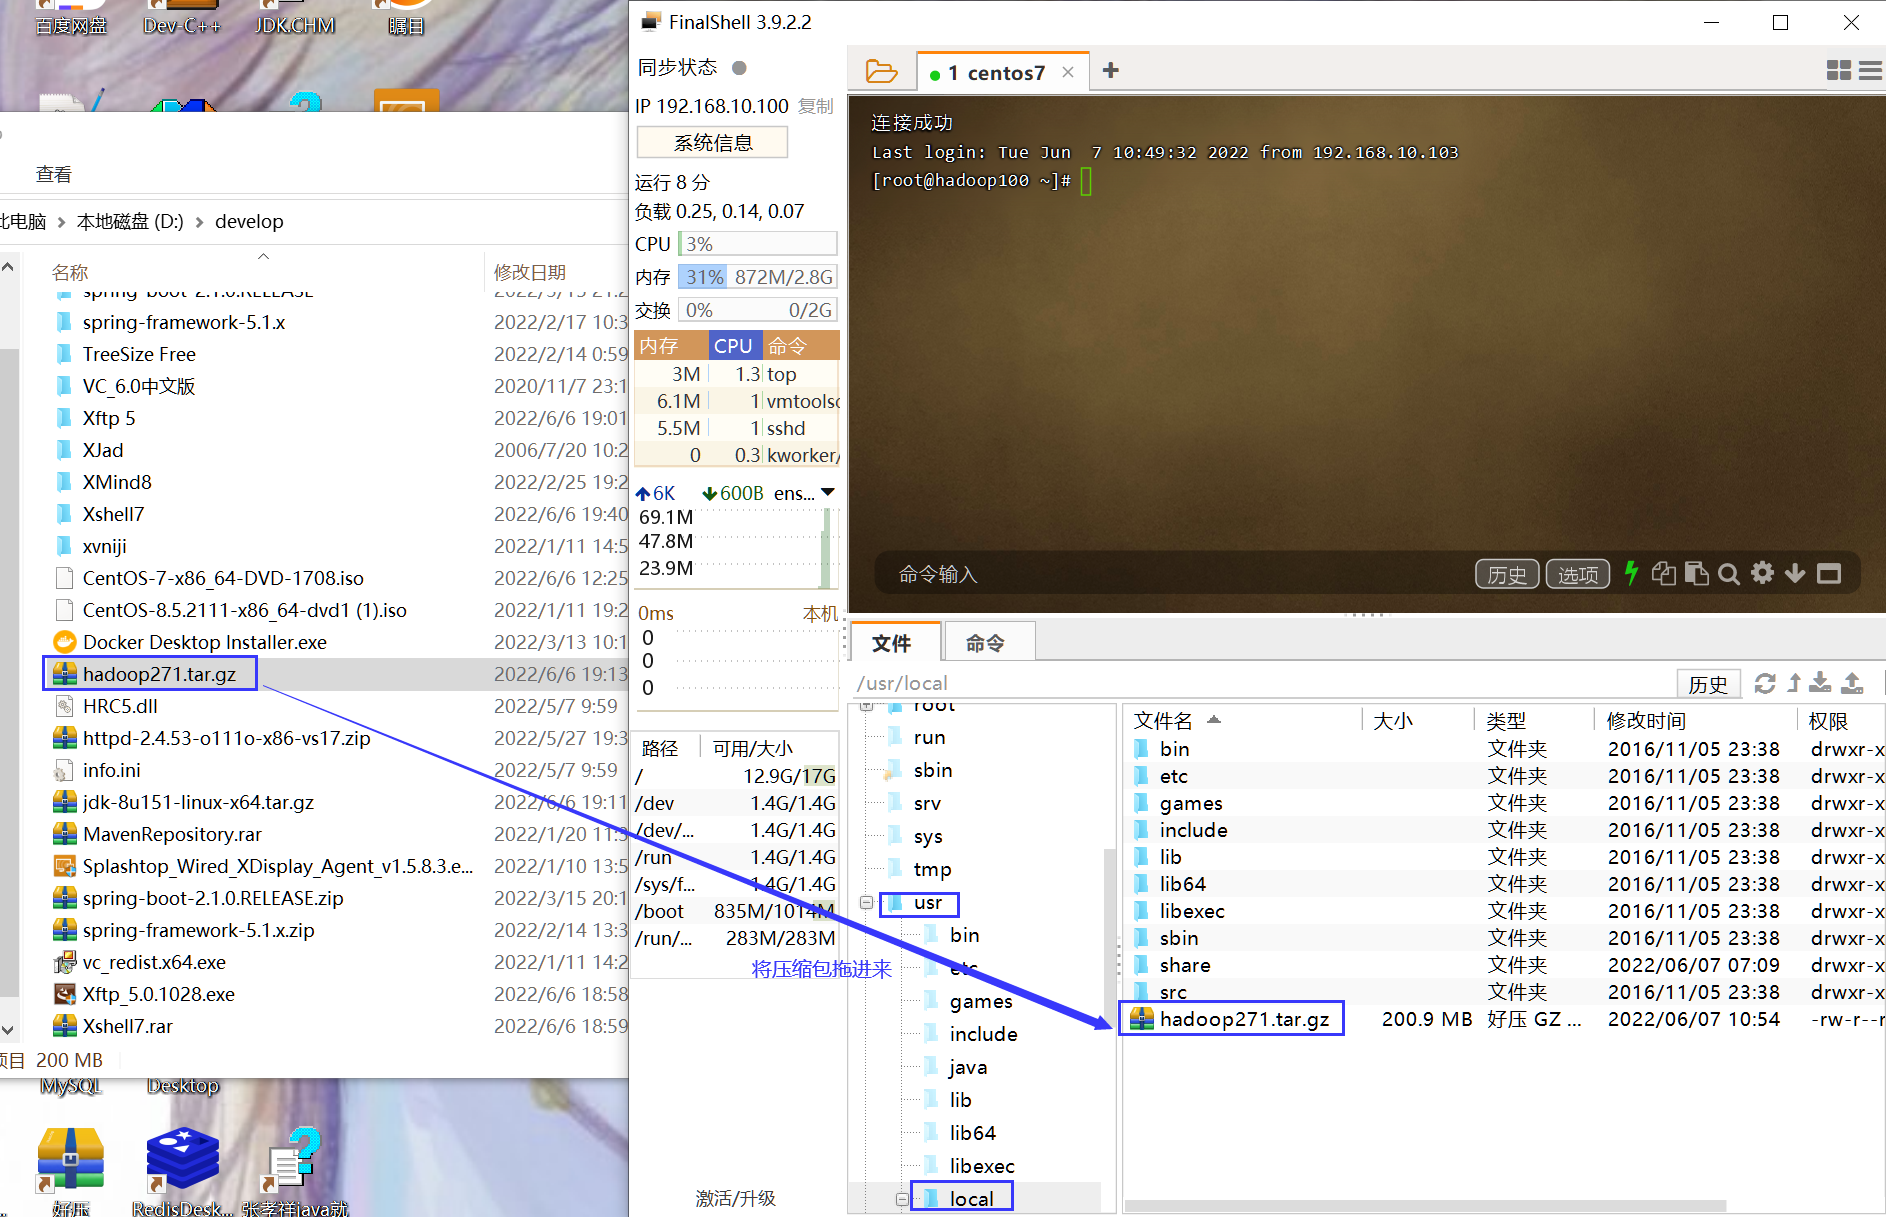 百度网盘
Dev-C++
JDK.CHM
瞩目
查看
此电脑 > 本地磁盘 (D:) > develop
名称
修改日期
spring-boot-2.1.0.RELEASE
spring-framework-5.1.x 2022/2/17 10:3
TreeSize Free 2022/2/14 0:59
VC_6.0中文版 2020/11/7 23:1
Xftp 5 2022/6/6 19:01
XJad 2006/7/20 10:2
XMind8 2022/2/25 19:2
Xshell7 2022/6/6 19:40
xvniji 2022/1/11 14:5
CentOS-7-x86_64-DVD-1708.iso 2022/6/6 12:25
CentOS-8.5.2111-x86_64-dvd1 (1).iso 2022/1/11 19:2
Docker Desktop Installer.exe 2022/3/13 10:1
hadoop271.tar.gz 2022/6/6 19:13
HRC5.dll 2022/5/7 9:59
httpd-2.4.53-o111o-x86-vs17.zip 2022/5/27 19:3
info.ini 2022/5/7 9:59
jdk-8u151-linux-x64.tar.gz 2022/6/6 19:11
MavenRepository.rar 2022/1/20 11:3
Splashtop_Wired_XDisplay_Agent_v1.5.8.3.e... 2022/1/10 13:5
spring-boot-2.1.0.RELEASE.zip 2022/3/15 20:1
spring-framework-5.1.x.zip 2022/2/14 13:3
vc_redist.x64.exe 2022/1/11 14:2
Xftp_5.0.1028.exe 2022/6/6 18:58
Xshell7.rar 2022/6/6 18:59
项目 200 MB
MySQL
Desktop
好压
RedisDesk...
张孝祥java就
FinalShell 3.9.2.2
同步状态
IP 192.168.10.100 复制
系统信息
运行 8 分
负载 0.25, 0.14, 0.07
CPU 3%
内存 31% 872M/2.8G
交换 0% 0/2G
内存 CPU 命令
3M 1.3 top
6.1M 1 vmtoolsd
5.5M 1 sshd
0 0.3 kworker/
6K 600B ens...
69.1M
47.8M
23.9M
0ms 本机
0
0
0
路径 可用/大小
/ 12.9G/17G
/dev 1.4G/1.4G
/dev/... 1.4G/1.4G
/run 1.4G/1.4G
/sys/f... 1.4G/1.4G
/boot 835M/1014M
/run/... 283M/283M
将压缩包拖进来
激活/升级
1 centos7 × +
连接成功
Last login: Tue Jun  7 10:49:32 2022 from 192.168.10.103
[root@hadoop100 ~]#
命令输入
历史 选项
文件 命令
/usr/local 历史
root
run
sbin
srv
sys
tmp
usr
bin
etc
games
include
java
lib
lib64
libexec
local
文件名 大小 类型 修改时间 权限
bin 文件夹 2016/11/05 23:38 drwxr-x
etc 文件夹 2016/11/05 23:38 drwxr-x
games 文件夹 2016/11/05 23:38 drwxr-x
include 文件夹 2016/11/05 23:38 drwxr-x
lib 文件夹 2016/11/05 23:38 drwxr-x
lib64 文件夹 2016/11/05 23:38 drwxr-x
libexec 文件夹 2016/11/05 23:38 drwxr-x
sbin 文件夹 2016/11/05 23:38 drwxr-x
share 文件夹 2022/06/07 07:09 drwxr-x
src 文件夹 2016/11/05 23:38 drwxr-x
hadoop271.tar.gz 200.9 MB 好压 GZ ... 2022/06/07 10:54 -rw-r--r